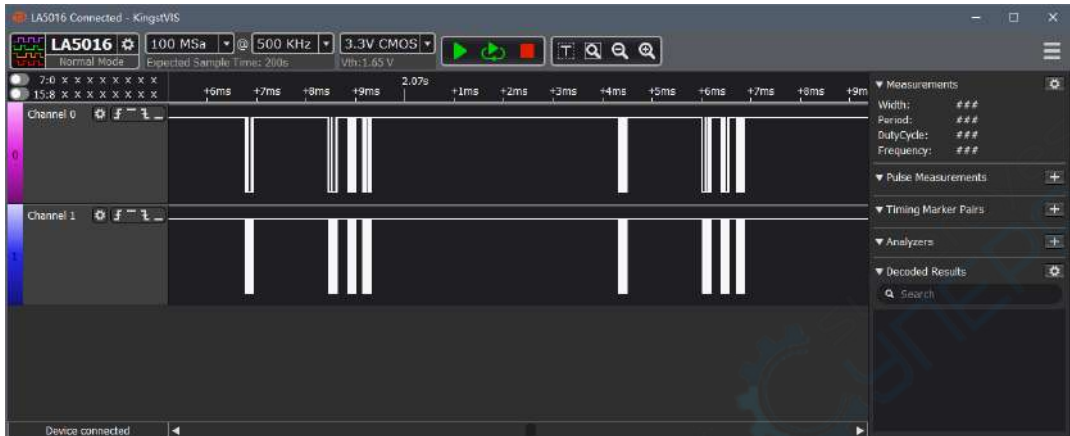 LA5016 Connected - KingstVIS
LA5016
Normal Mode
100 MSa @ 500 KHz
Expected Sample Time: 200s
3.3V CMOS
Vth:1.65 V
7:0 x x x x x x x x
15:8 x x x x x x x x
+6ms +7ms +8ms +9ms 2.07s +1ms +2ms +3ms +4ms +5ms +6ms +7ms +8ms +9m
Channel 0
0
Channel 1
1
Measurements
Width: ###
Period: ###
DutyCycle: ###
Frequency: ###
Pulse Measurements
Timing Marker Pairs
Analyzers
Decoded Results
Search
Device connected